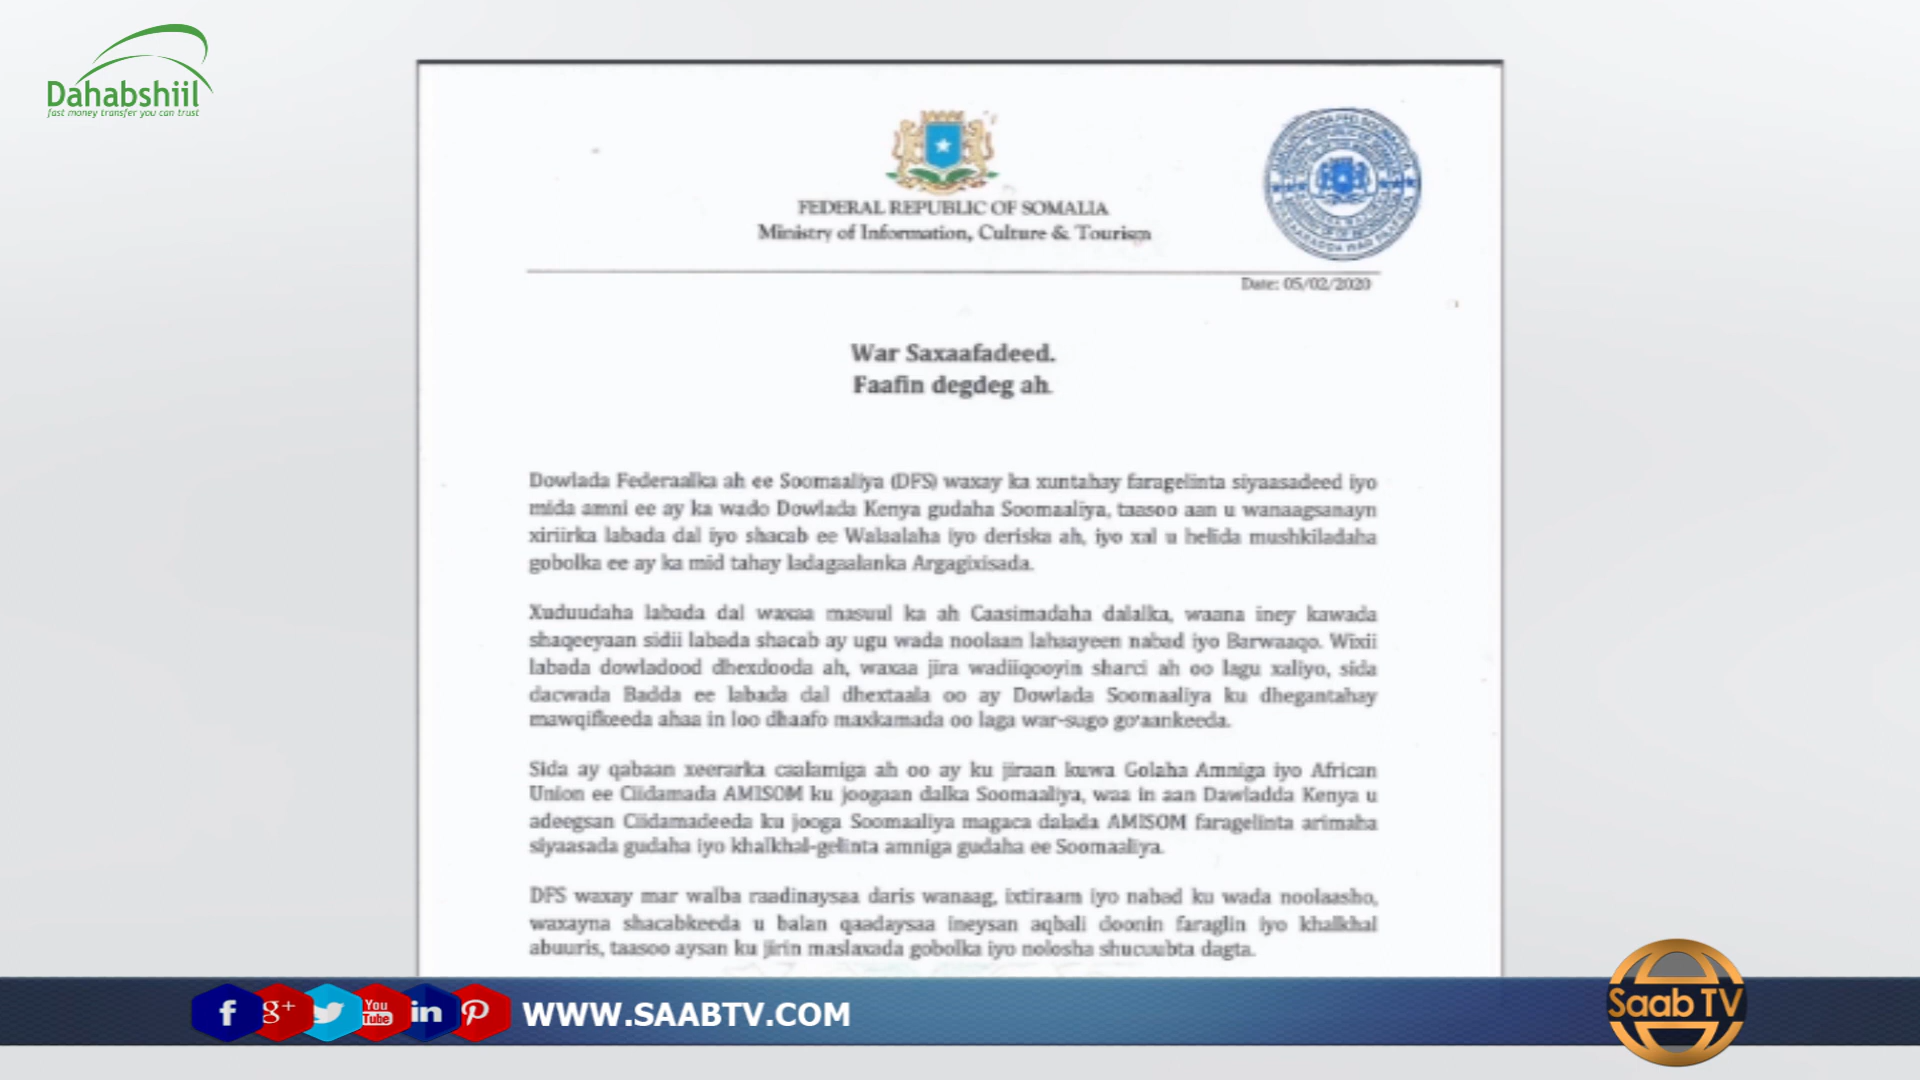 Dahabshiil
fast money transfer you can trust
FEDERAL REPUBLIC OF SOMALIA
Ministry of Information, Culture & Tourism
Date: 05/02/2020
War Saxaafadeed.
Faafin degdeg ah.
Dowlada Federaalka ah ee Soomaaliya (DFS) waxay ka xuntahay faragelinta siyaasadeed iyo
mida amni ee ay ka wado Dowlada Kenya gudaha Soomaaliya, taasoo aan u wanaagsanayn
xiriirka labada dal iyo shacab ee Walaalaha iyo deriska ah, iyo xal u helida mushkiladaha
gobolka ee ay ka mid tahay ladagaalanka Argagixisada.
Xuduudaha labada dal waxaa masuul ka ah Caasimadaha dalalka, waana iney kawada
shaqeeyaan sidii labada shacab ay ugu wada noolaan lahaayeen nabad iyo Barwaaqo. Wixii
labada dowladood dhexdooda ah, waxaa jira wadiiqooyin sharci ah oo lagu xaliyo, sida
dacwada Badda ee labada dal dhextaala oo ay Dowlada Soomaaliya ku dhegantahay
mawqifkeeda ahaa in loo dhaafo maxkamada oo laga war-sugo go'aankeeda.
Sida ay qabaan xeerarka caalamiga ah oo ay ku jiraan kuwa Golaha Amniga iyo African
Union ee Ciidamada AMISOM ku joogaan dalka Soomaaliya, waa in aan Dawladda Kenya u
adeegsan Ciidamadeeda ku jooga Soomaaliya magaca dalada AMISOM faragelinta arimaha
siyaasada gudaha iyo khalkhal-gelinta amniga gudaha ee Soomaaliya.
DFS waxay mar walba raadinaysaa daris wanaag, ixtiraam iyo nabad ku wada noolaasho,
waxayna shacabkeeda u balan qaadaysaa ineysan aqbali doonin faraglin iyo khalkhal
abuuris, taasoo aysan ku jirin maslaxada gobolka iyo nolosha shucuubta dagta.
WWW.SAABTV.COM
Saab TV